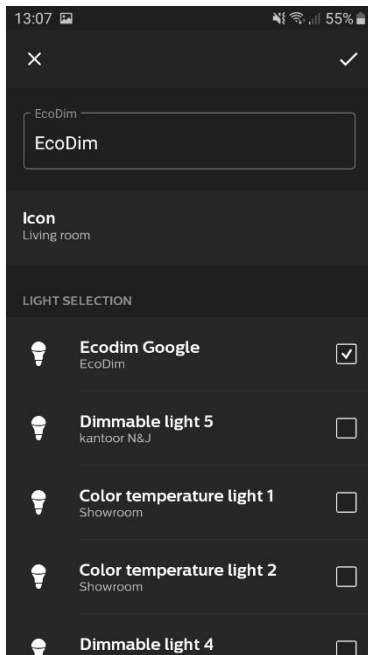 13:07 55%
EcoDim
EcoDim
Icon
Living room
LIGHT SELECTION
Ecodim Google
EcoDim
Dimmable light 5
kantoor N&J
Color temperature light 1
Showroom
Color temperature light 2
Showroom
Dimmable light 4